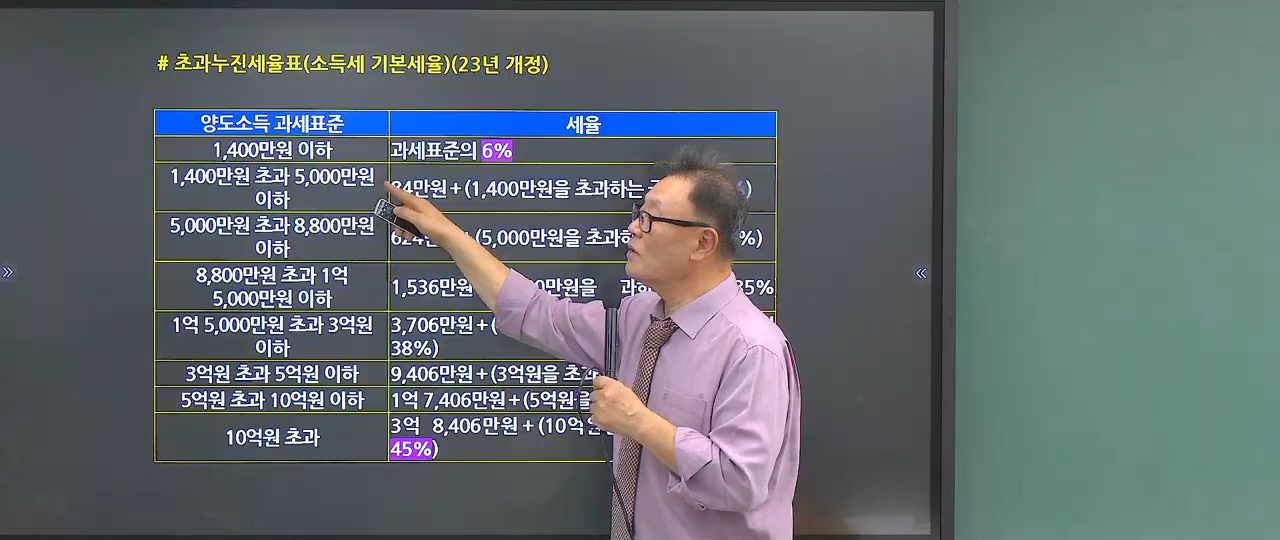 # 초과누진세율표(소득세 기본세율)(23년 개정)
양도소득 과세표준 세율
1,400만원 이하 과세표준의 6%
1,400만원 초과 5,000만원
이하
84만원+(1,400만원을 초과하는 )
5,000만원 초과 8,800만원
이하
624만원+(5,000만원을 %)
8,800만원 초과 1억
5,000만원 이하
1,536만원 35%
1억 5,000만원 초과 3억원
이하
3,706만원+(
38%)
3억원 초과 5억원 이하 9,406만원+(3억원을
5억원 초과 10억원 이하 1억 7,406만원+(5억원을
10억원 초과
3억 8,406만원+(10억원
45%)